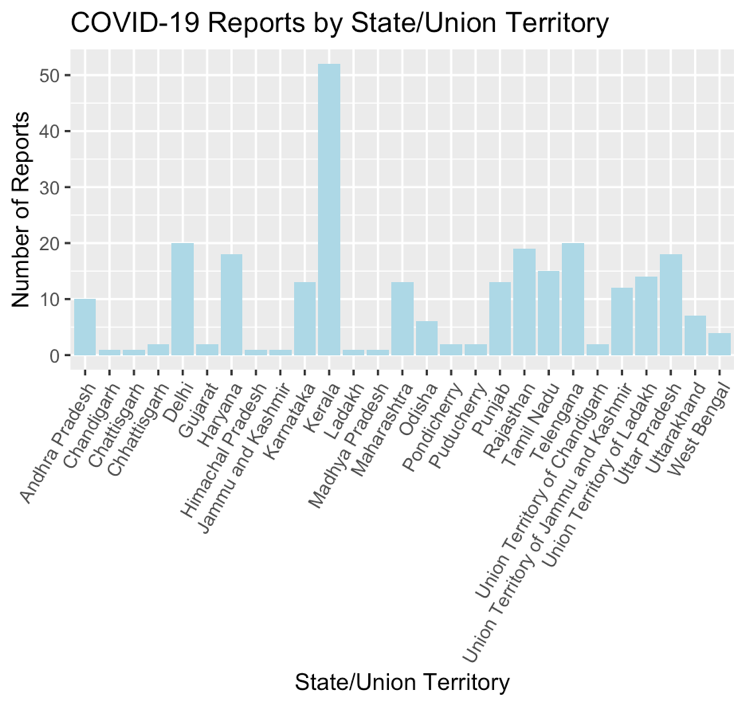 COVID-19 Reports by State/Union Territory
Number of Reports
50
40
30
20
10
0
Andhra Pradesh
Chandigarh
Chattisgarh
Chhattisgarh
Delhi
Gujarat
Haryana
Himachal Pradesh
Jammu and Kashmir
Karnataka
Kerala
Ladakh
Madhya Pradesh
Maharashtra
Odisha
Pondicherry
Puducherry
Punjab
Rajasthan
Tamil Nadu
Telengana
Union Territory of Chandigarh
Union Territory of Jammu and Kashmir
Union Territory of Ladakh
Uttar Pradesh
Uttarakhand
West Bengal
State/Union Territory